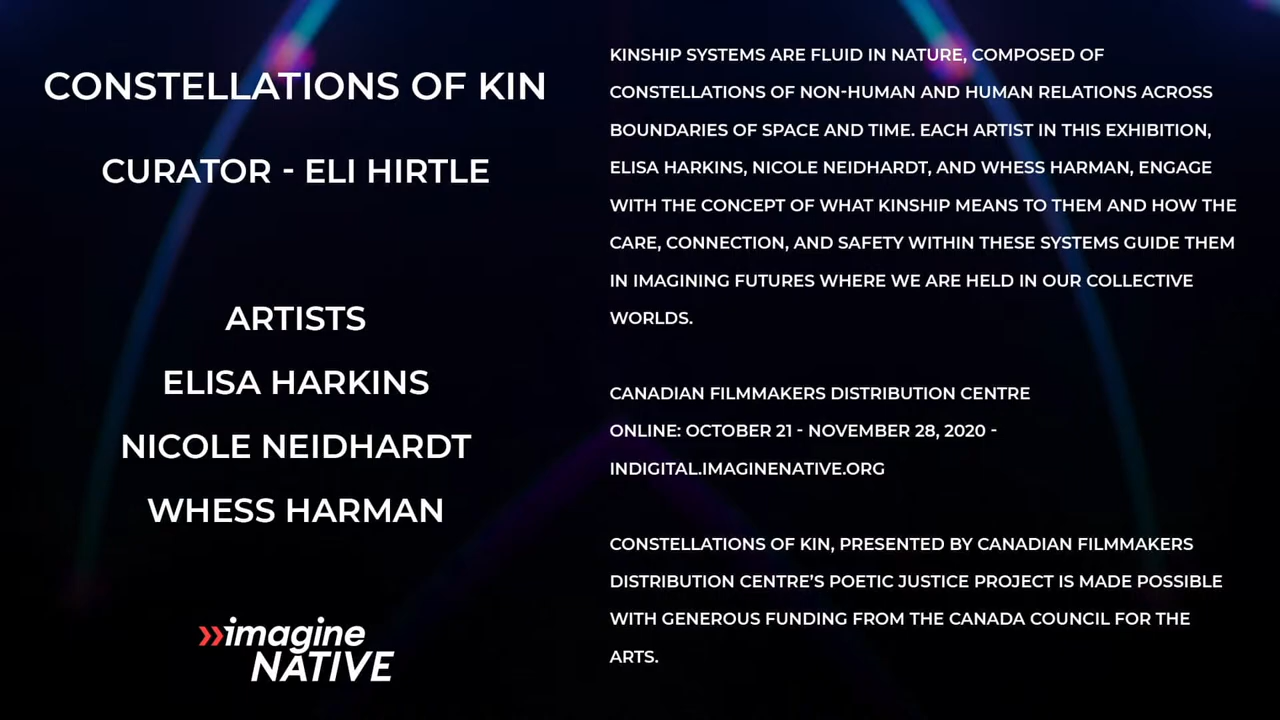 CONSTELLATIONS OF KIN
CURATOR - ELI HIRTLE
ARTISTS
ELISA HARKINS
NICOLE NEIDHARDT
WHESS HARMAN
»imagine
NATIVE
KINSHIP SYSTEMS ARE FLUID IN NATURE, COMPOSED OF
CONSTELLATIONS OF NON-HUMAN AND HUMAN RELATIONS ACROSS
BOUNDARIES OF SPACE AND TIME. EACH ARTIST IN THIS EXHIBITION,
ELISA HARKINS, NICOLE NEIDHARDT, AND WHESS HARMAN, ENGAGE
WITH THE CONCEPT OF WHAT KINSHIP MEANS TO THEM AND HOW THE
CARE, CONNECTION, AND SAFETY WITHIN THESE SYSTEMS GUIDE THEM
IN IMAGINING FUTURES WHERE WE ARE HELD IN OUR COLLECTIVE
WORLDS.
CANADIAN FILMMAKERS DISTRIBUTION CENTRE
ONLINE: OCTOBER 21 - NOVEMBER 28, 2020 -
INDIGITAL.IMAGINENATIVE.ORG
CONSTELLATIONS OF KIN, PRESENTED BY CANADIAN FILMMAKERS
DISTRIBUTION CENTRE'S POETIC JUSTICE PROJECT IS MADE POSSIBLE
WITH GENEROUS FUNDING FROM THE CANADA COUNCIL FOR THE
ARTS.